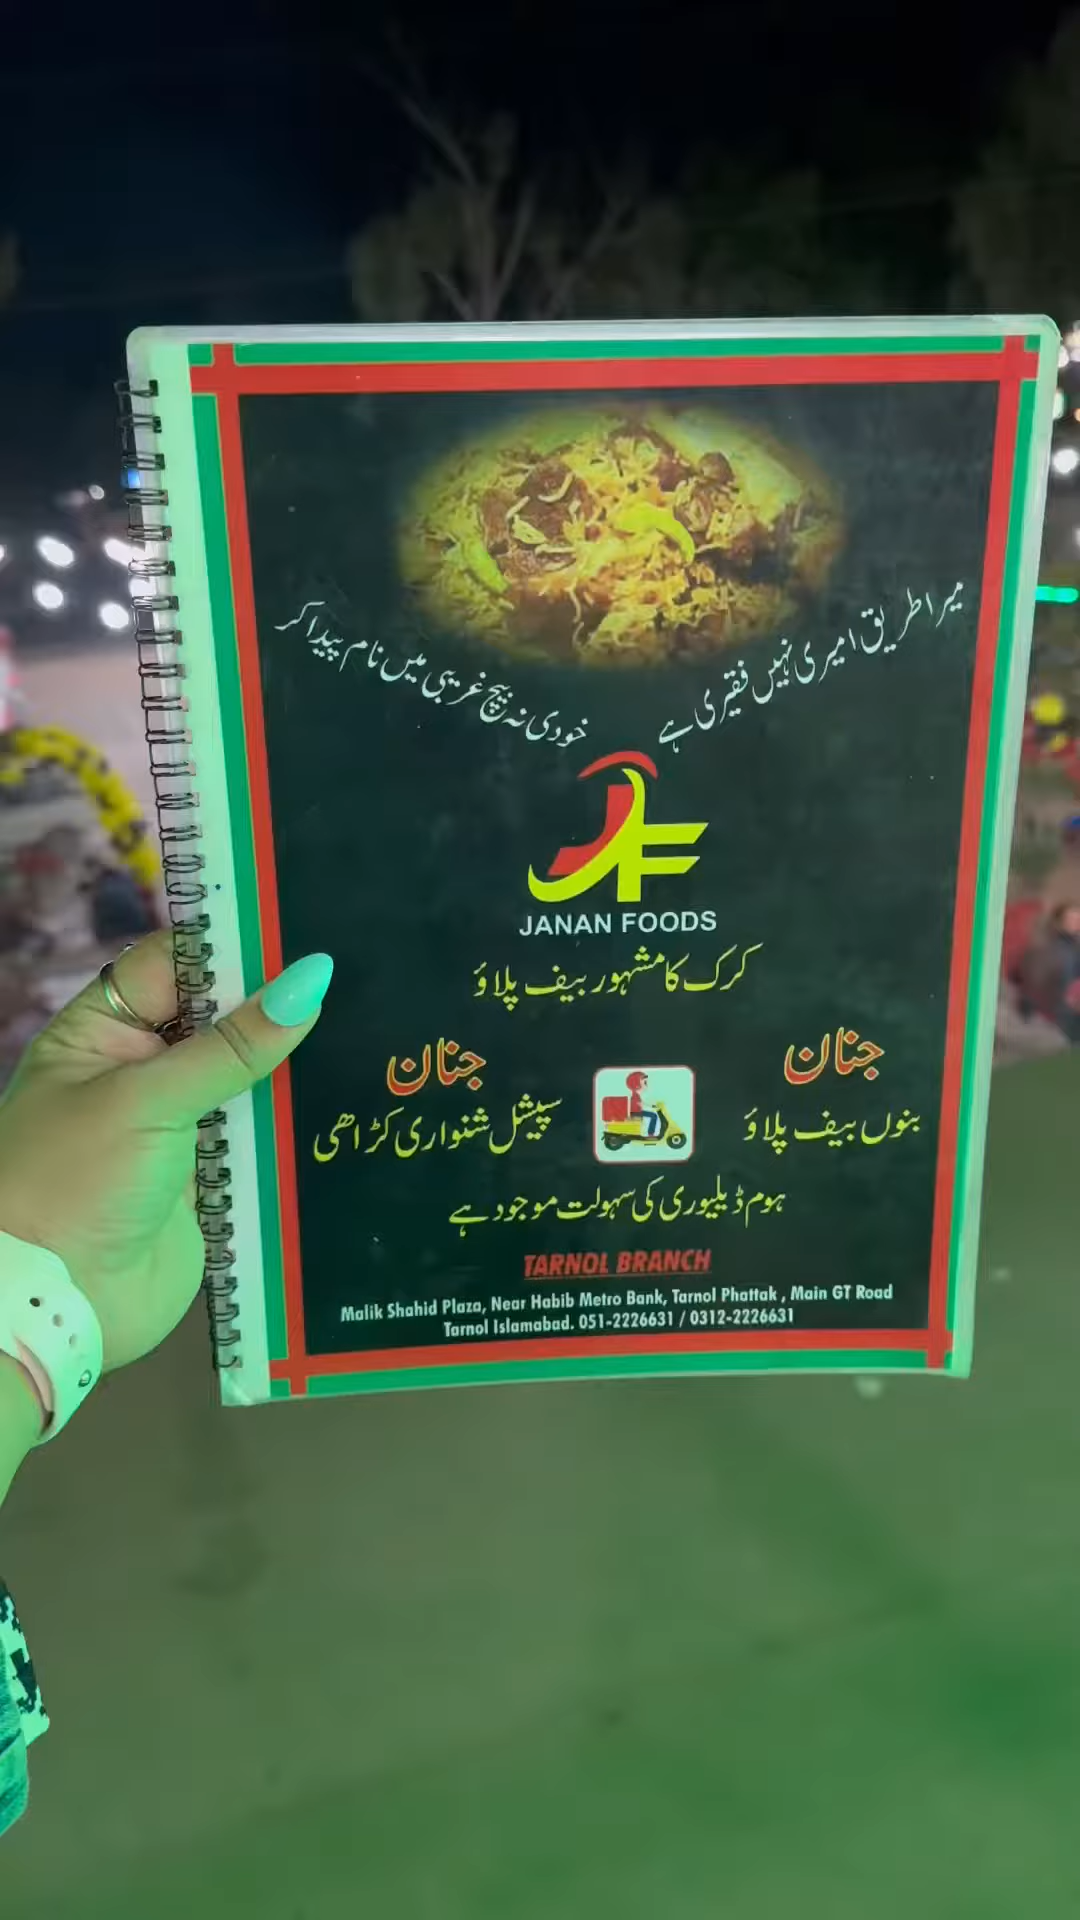 میرا طریق امیری نہیں فقیری ہے
خودی نہ بیچ غریبی میں نام پیدا کر
JF
JANAN FOODS
کرک کا مشہور بیف پلاؤ
جنان
بنوں بیف پلاؤ
جنان
سپیشل شنواری کڑاھی
ہوم ڈیلیوری کی سہولت موجود ہے
TARNOL BRANCH
Malik Shahid Plaza, Near Habib Metro Bank, Tarnol Phattak , Main GT Road
Tarnol Islamabad. 051-2226631 / 0312-2226631